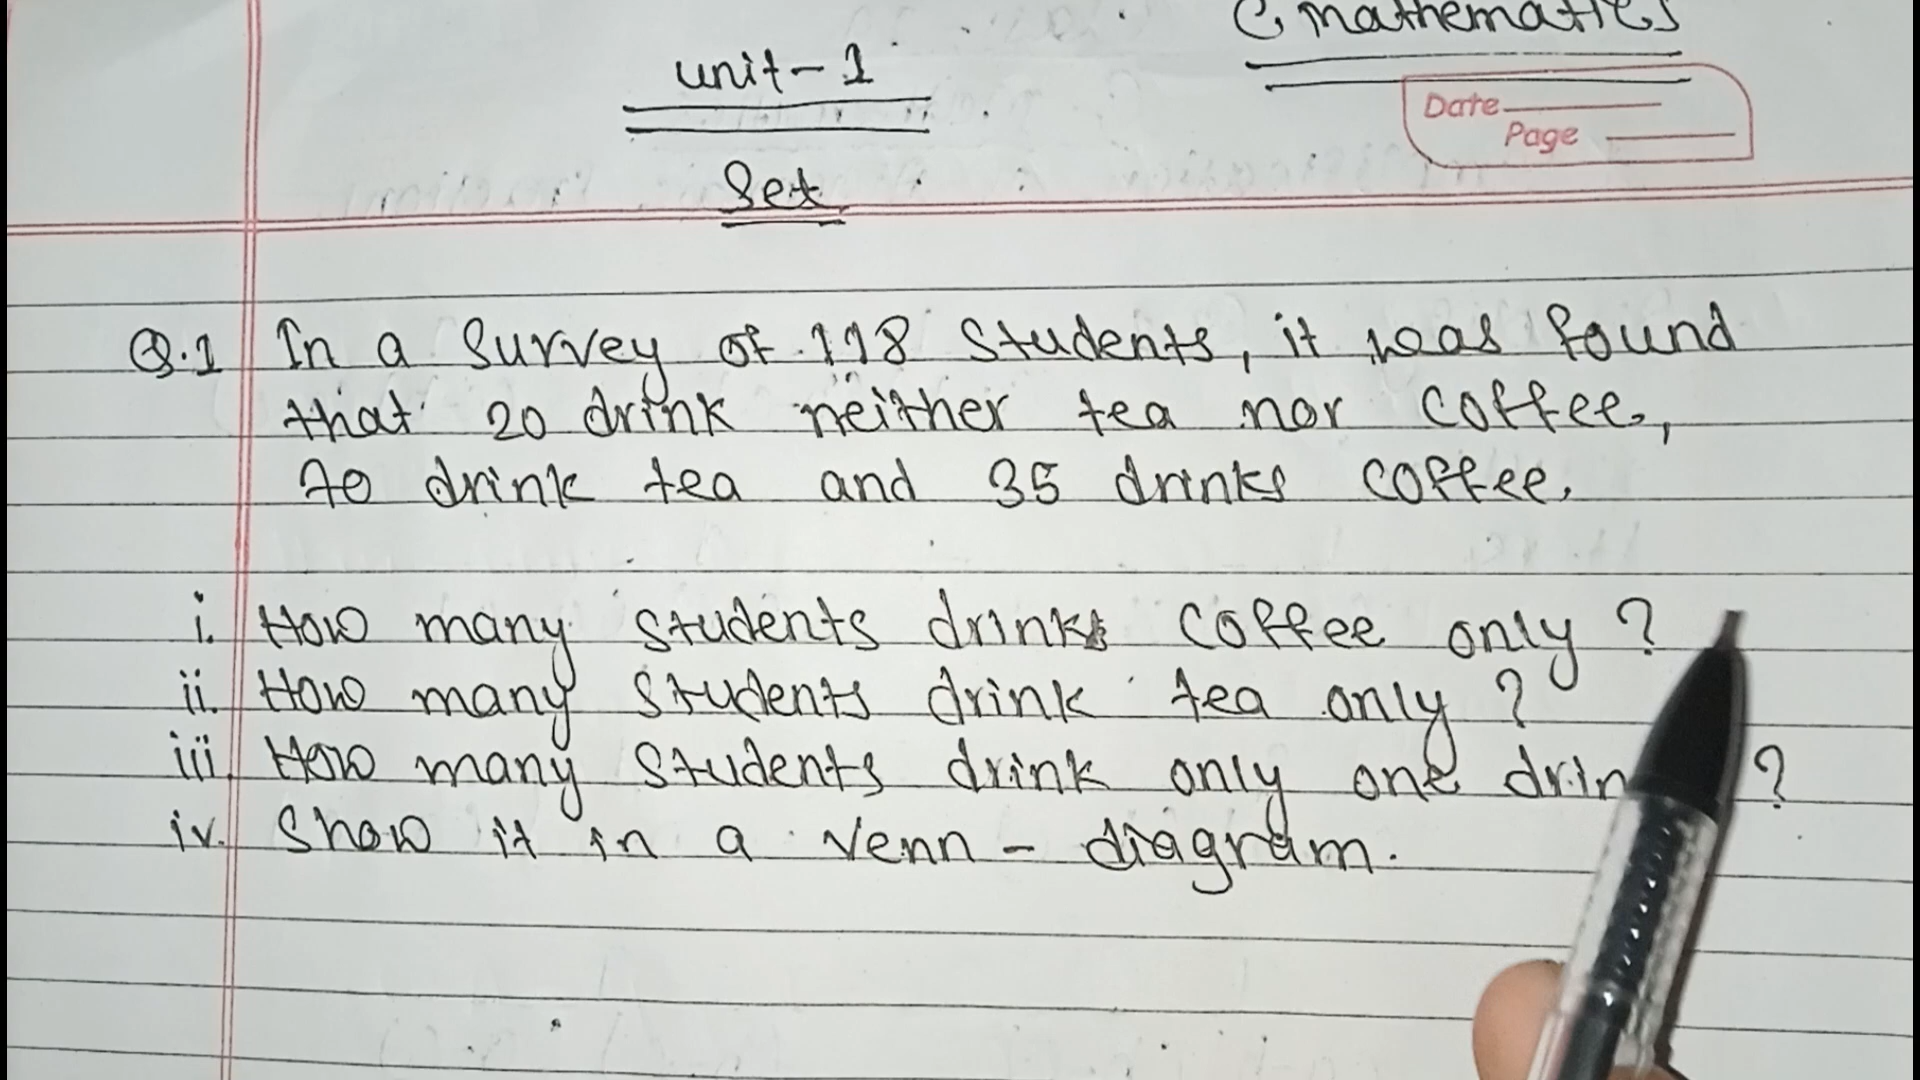 C. Mathematics
unit-1
Date
Page
Set
Q.1 In a Survey of 118 Students, it was found
that 20 drink neither tea nor coffee,
70 drink tea and 35 drinks coffee.
i. How many students drinks coffee only ?
ii. How many students drink tea only ?
iii. How many students drink only one drin ?
iv. Show it in a Venn - diagram.